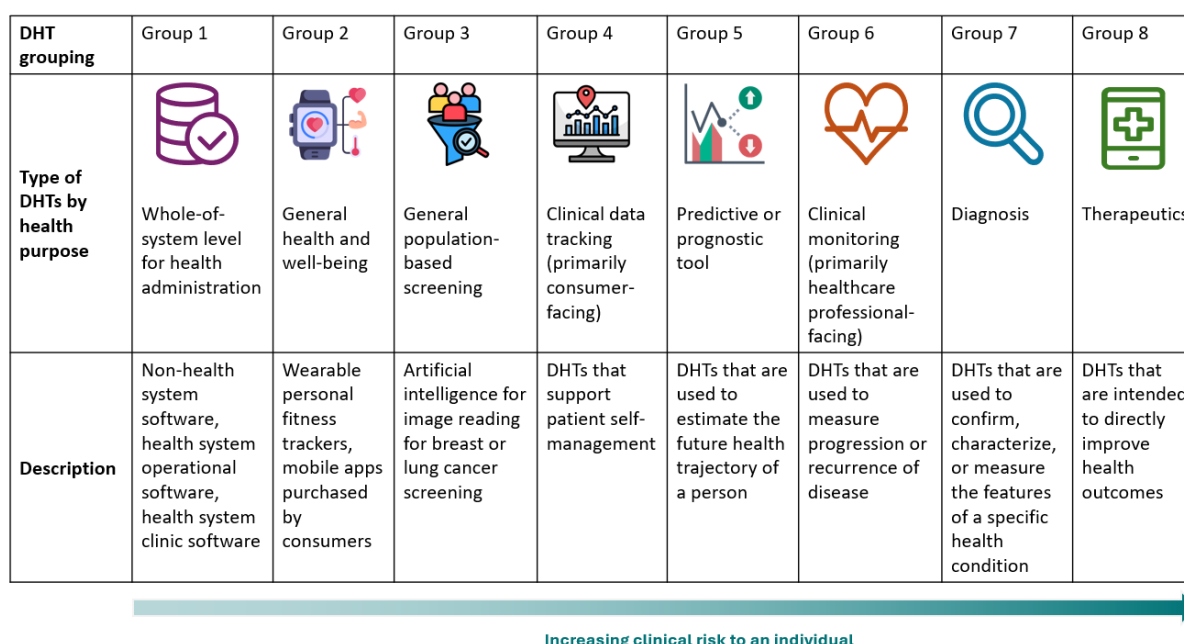 DHT
grouping
Group 1
Group 2
Group 3
Group 4
Group 5
Group 6
Group 7
Group 8
Type of
DHTs by
health
purpose
Whole-of-
system level
for health
administration
General
health and
well-being
General
population-
based
screening
Clinical data
tracking
(primarily
consumer-
facing)
Predictive or
prognostic
tool
Clinical
monitoring
(primarily
healthcare
professional-
facing)
Diagnosis
Therapeutics
Description
Non-health
system
software,
health system
operational
software,
health system
clinic software
Wearable
personal
fitness
trackers,
mobile apps
purchased
by
consumers
Artificial
intelligence for
image reading
for breast or
lung cancer
screening
DHTs that
support
patient self-
management
DHTs that are
used to
estimate the
future health
trajectory of
a person
DHTs that are
used to
measure
progression or
recurrence of
disease
DHTs that are
used to
confirm,
characterize,
or measure
the features
of a specific
health
condition
DHTs that
are intended
to directly
improve
health
outcomes
Increasing clinical risk to an individual